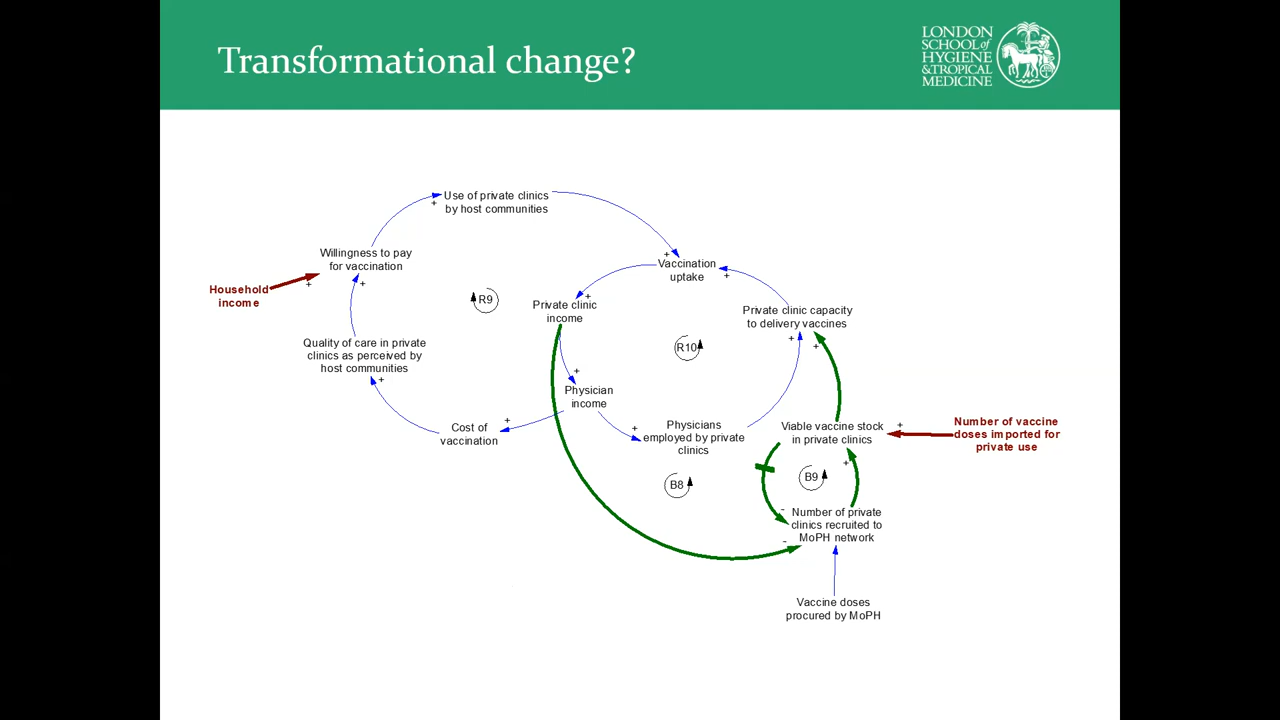 Transformational change?
LONDON
SCHOOL of
HYGIENE
& TROPICAL
MEDICINE
Use of private clinics
by host communities
+
Willingness to pay
for vaccination
+
Vaccination
uptake
+
Household
income
+
+
R9
+
Private clinic
income
Private clinic capacity
to delivery vaccines
+
+
R10
Quality of care in private
clinics as perceived by
host communities
+
+
Physician
income
+
Cost of
vaccination
+
Physicians
employed by private
clinics
Viable vaccine stock
in private clinics
+
Number of vaccine
doses imported for
private use
+
B8
B9
-
Number of private
clinics recruited to
MoPH network
-
Vaccine doses
procured by MoPH